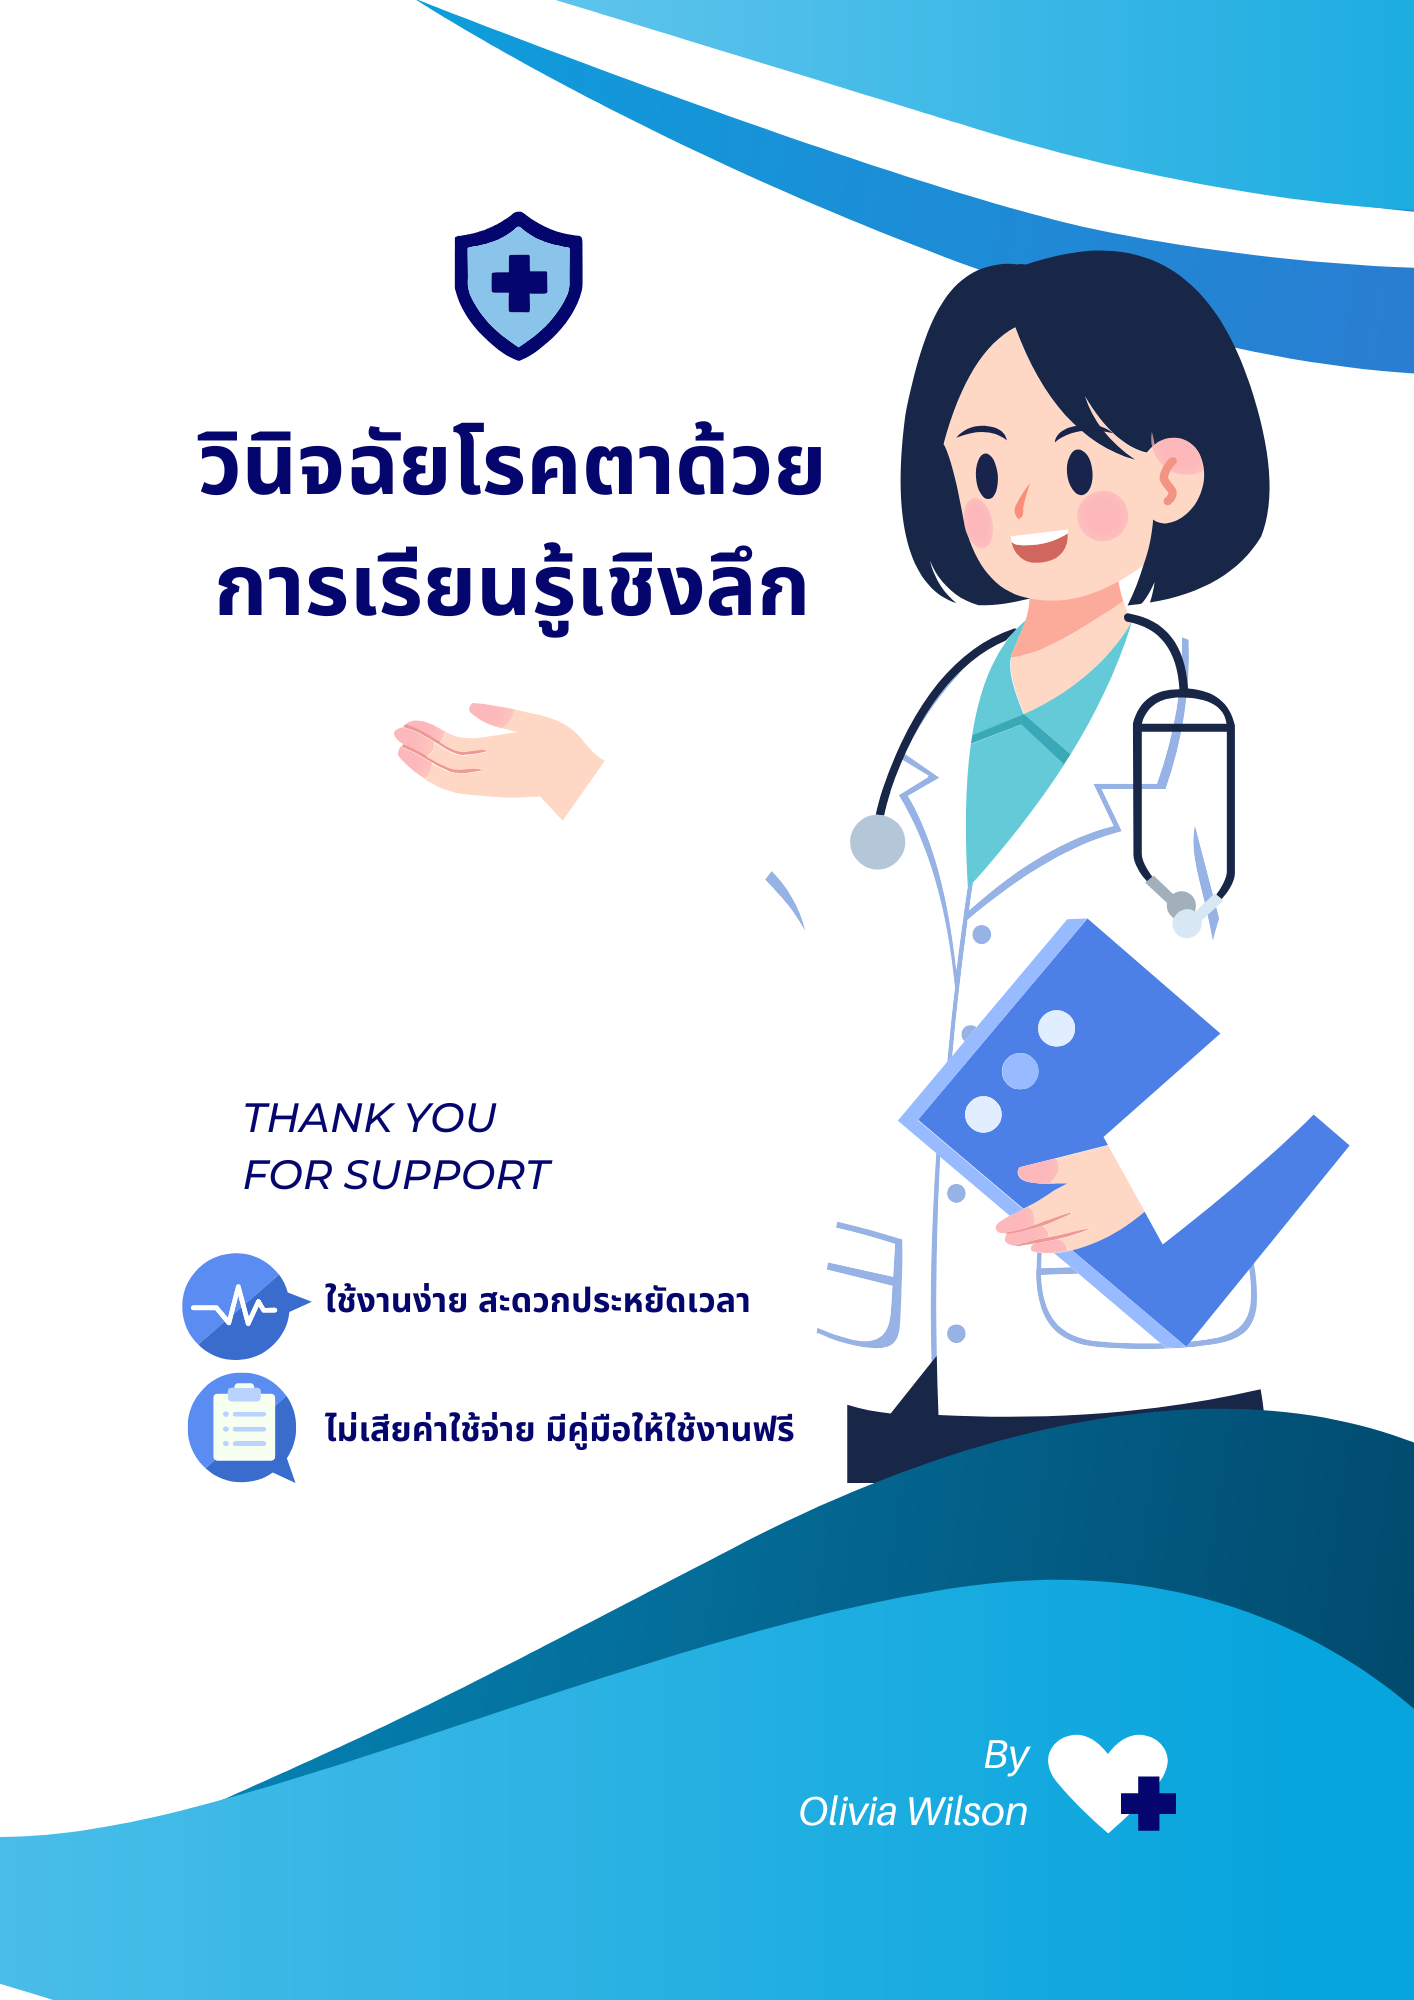 วินิจฉัยโรคตาด้วย
การเรียนรู้เชิงลึก
THANK YOU
FOR SUPPORT
ใช้งานง่าย สะดวกประหยัดเวลา
ไม่เสียค่าใช้จ่าย มีคู่มือให้ใช้งานฟรี
By
Olivia Wilson